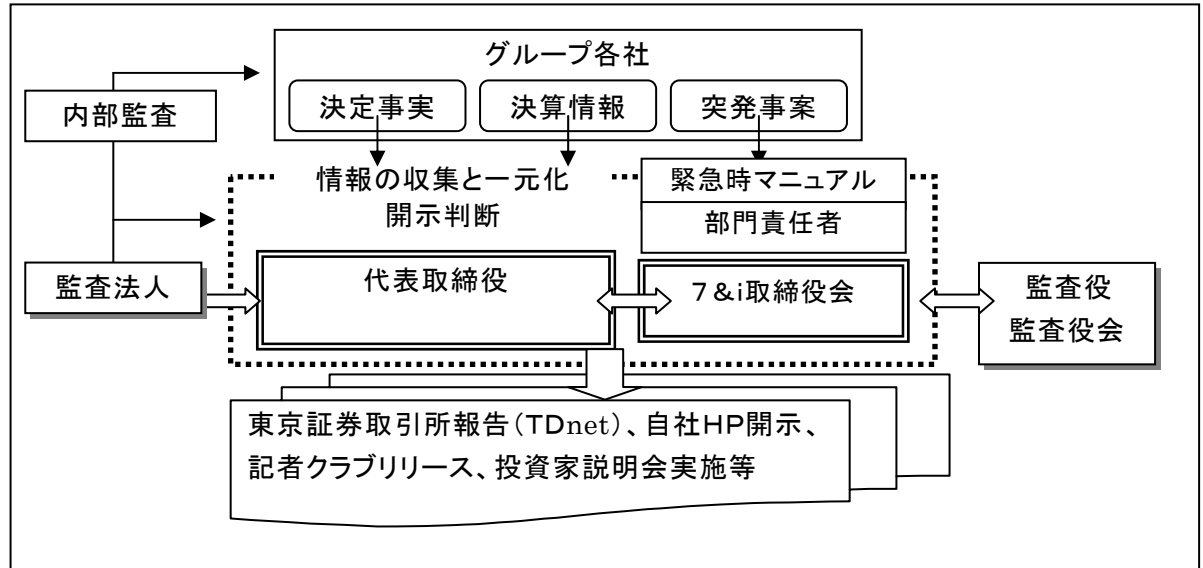 グループ各社
決定事実
決算情報
突発事案
内部監査
情報の収集と一元化
開示判断
緊急時マニュアル
部門責任者
監査法人
代表取締役
7&i取締役会
監査役
監査役会
東京証券取引所報告(TDnet)、自社HP開示、
記者クラブリリース、投資家説明会実施等